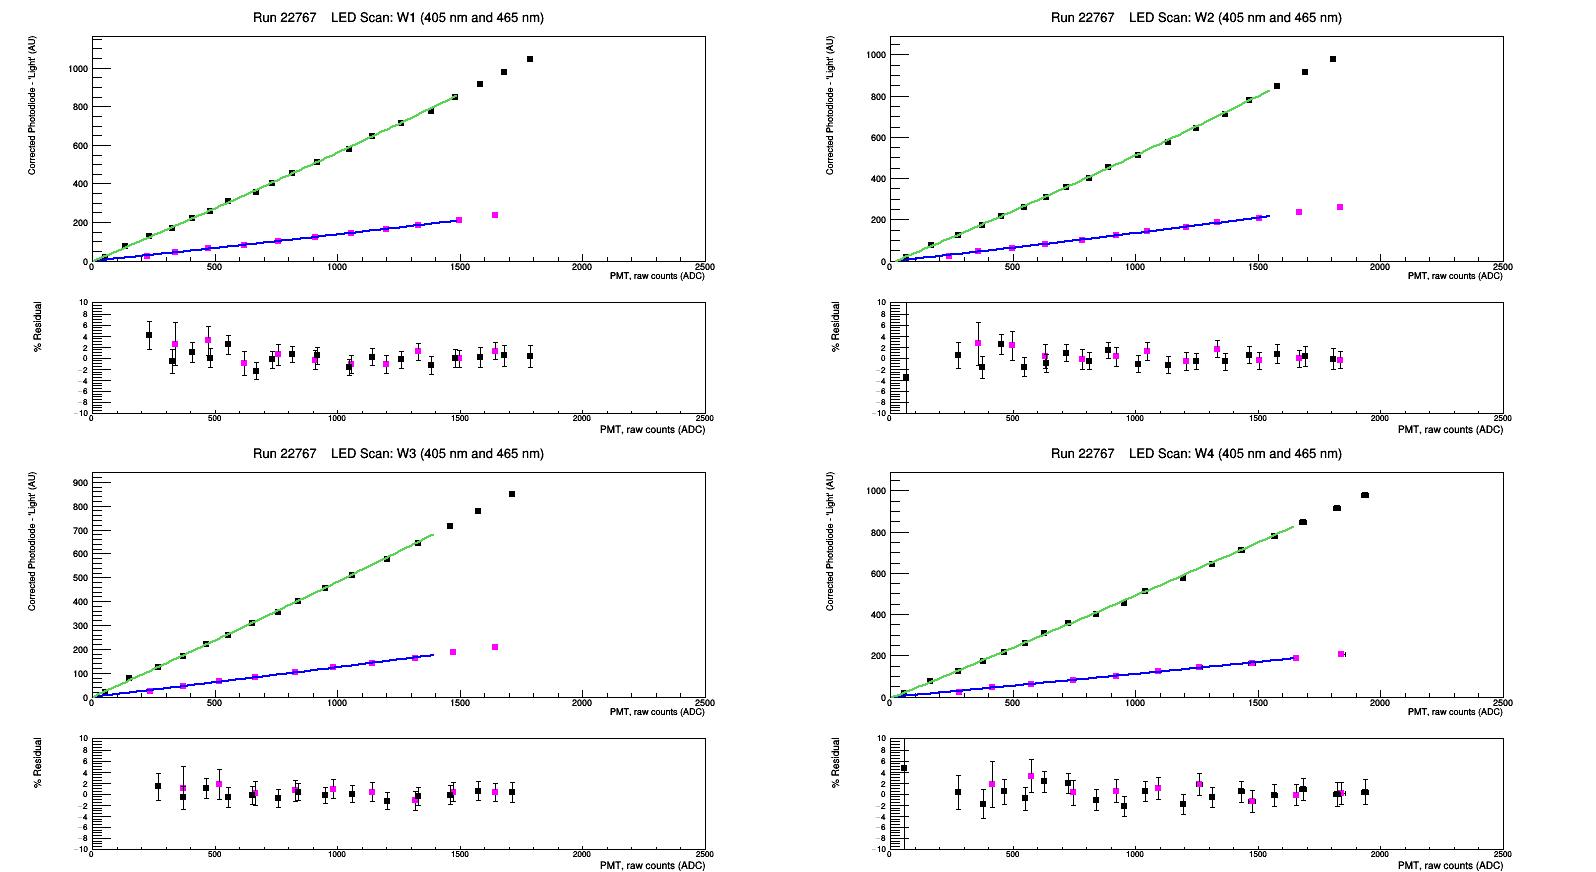 Run 22767 LED Scan: W1 (405 nm and 465 nm)
Corrected Photodiode - 'Light' (AU)
1000
800
600
400
200
0
0 500 1000 1500 2000 2500
PMT, raw counts (ADC)
% Residual
10
8
6
4
2
0
−2
−4
−6
−8
−10
0 500 1000 1500 2000 2500
PMT, raw counts (ADC)
Run 22767 LED Scan: W2 (405 nm and 465 nm)
Corrected Photodiode - 'Light' (AU)
1000
800
600
400
200
0
0 500 1000 1500 2000 2500
PMT, raw counts (ADC)
% Residual
10
8
6
4
2
0
−2
−4
−6
−8
−10
0 500 1000 1500 2000 2500
PMT, raw counts (ADC)
Run 22767 LED Scan: W3 (405 nm and 465 nm)
Corrected Photodiode - 'Light' (AU)
900
800
700
600
500
400
300
200
100
0
0 500 1000 1500 2000 2500
PMT, raw counts (ADC)
% Residual
10
8
6
4
2
0
−2
−4
−6
−8
−10
0 500 1000 1500 2000 2500
PMT, raw counts (ADC)
Run 22767 LED Scan: W4 (405 nm and 465 nm)
Corrected Photodiode - 'Light' (AU)
1000
800
600
400
200
0
0 500 1000 1500 2000 2500
PMT, raw counts (ADC)
% Residual
10
8
6
4
2
0
−2
−4
−6
−8
−10
0 500 1000 1500 2000 2500
PMT, raw counts (ADC)